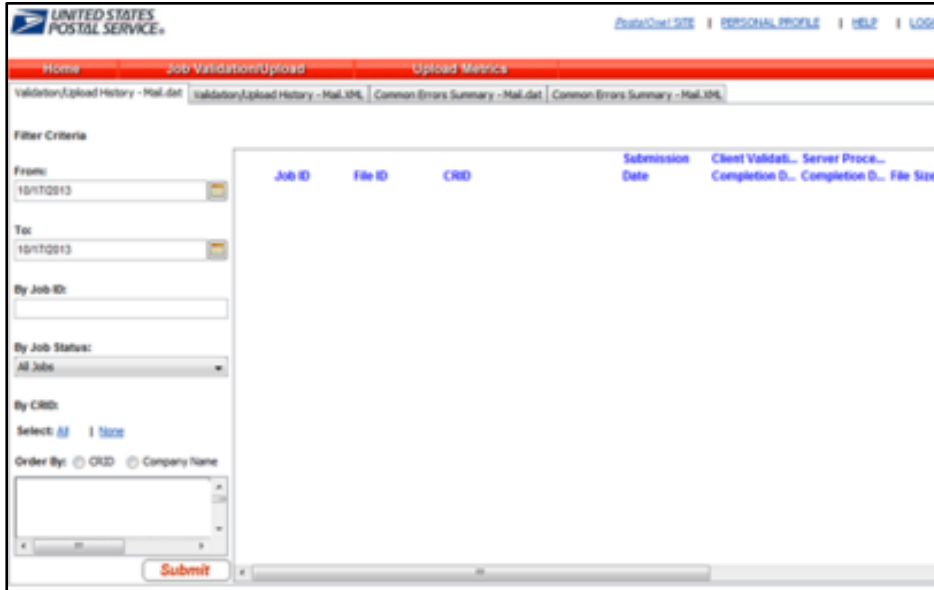 UNITED STATES
POSTAL SERVICE®
PostalOne! SITE | PERSONAL PROFILE | HELP | LOG
Home Job Validation/Upload Upload Metrics
Validation/Upload History - Mail.dat Validation/Upload History - Mail.XML Common Errors Summary - Mail.dat Common Errors Summary - Mail.XML
Filter Criteria
From:
10/17/2013
To:
10/17/2013
By Job ID:
By Job Status:
All Jobs
By CRID:
Select: All | None
Order By: CRID Company Name
Submit
Submission Client Validati... Server Proce...
Job ID File ID CRID Date Completion D... Completion D... File Size